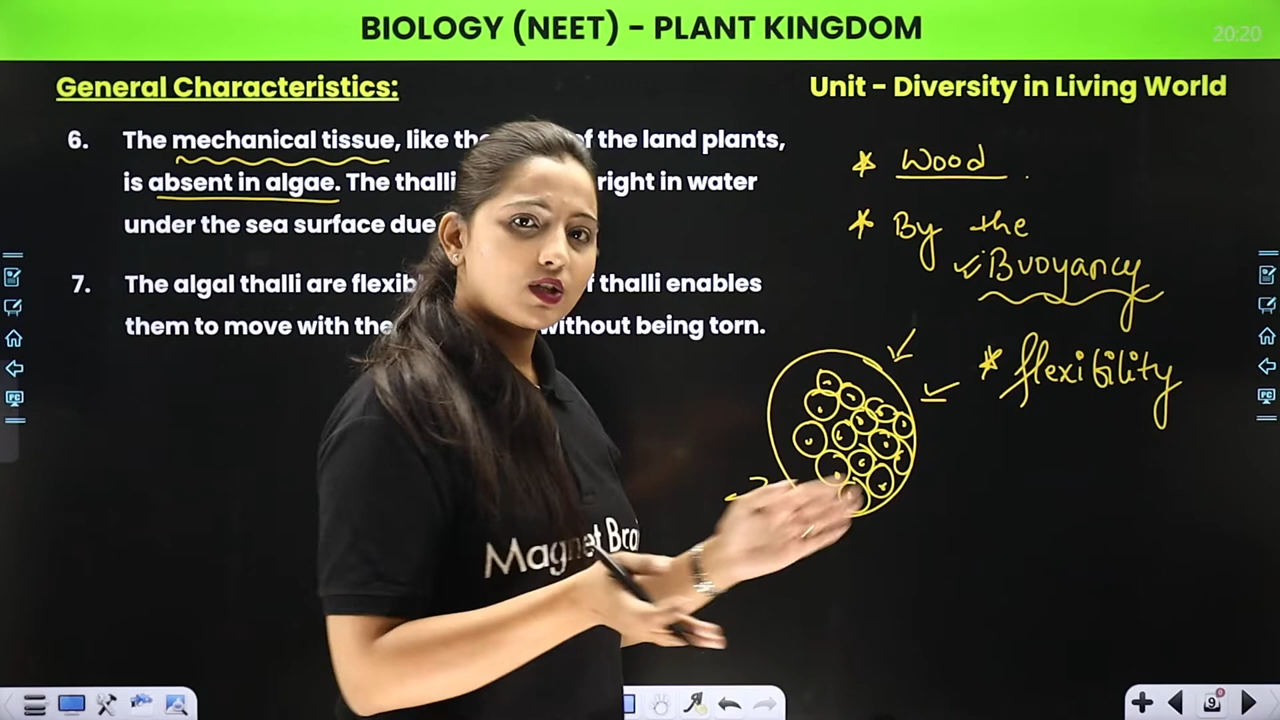 BIOLOGY (NEET) - PLANT KINGDOM
20:20
General Characteristics:
Unit - Diversity in Living World
6. The mechanical tissue, like the of the land plants,
is absent in algae. The thalli right in water
under the sea surface due
7. The algal thalli are flexib f thalli enables
them to move with the without being torn.
* Wood
* By the
Buoyancy
* flexibility
Magnet Bra
9